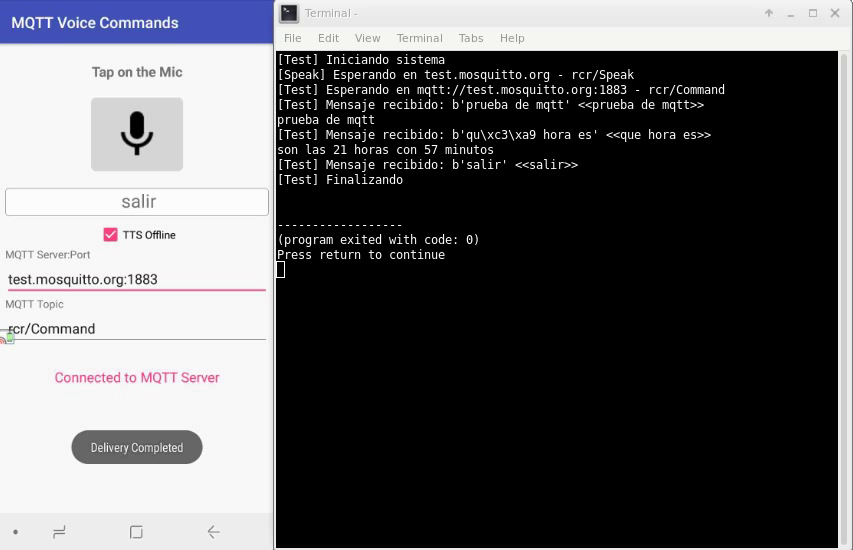 MQTT Voice Commands
Tap on the Mic
salir
TTS Offline
MQTT Server:Port
test.mosquitto.org:1883
MQTT Topic
rcr/Command
Connected to MQTT Server
Delivery Completed
Terminal -
File Edit View Terminal Tabs Help
[Test] Iniciando sistema
[Speak] Esperando en test.mosquitto.org - rcr/Speak
[Test] Esperando en mqtt://test.mosquitto.org:1883 - rcr/Command
[Test] Mensaje recibido: b'prueba de mqtt' <<prueba de mqtt>>
prueba de mqtt
[Test] Mensaje recibido: b'qu\xc3\xa9 hora es' <<que hora es>>
son las 21 horas con 57 minutos
[Test] Mensaje recibido: b'salir' <<salir>>
[Test] Finalizando
------------------
(program exited with code: 0)
Press return to continue